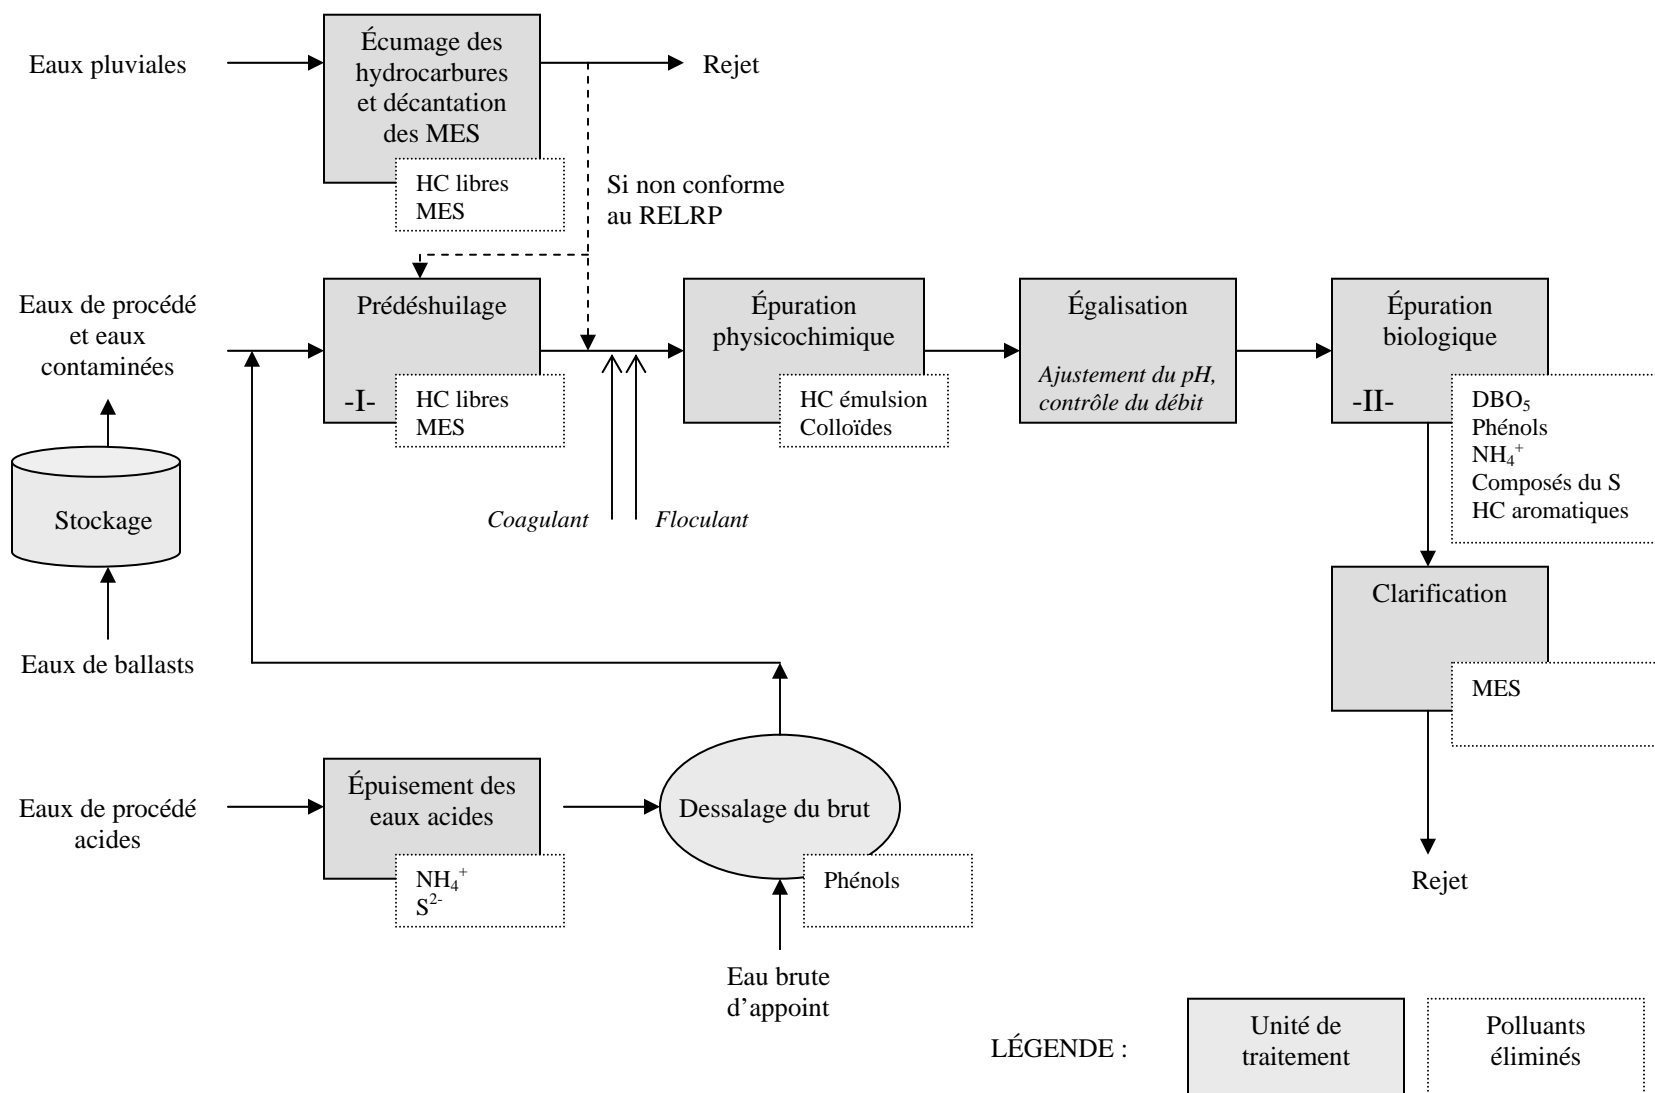 Eaux pluviales
Écumage des
hydrocarbures
et décantation
des MES
HC libres
MES
Rejet
Si non conforme
au RELRP
Eaux de procédé
et eaux
contaminées
Prédéshuilage
-I-
HC libres
MES
Épuration
physicochimique
HC émulsion
Colloïdes
Égalisation
Ajustement du pH,
contrôle du débit
Épuration
biologique
-II-
DBO₅
Phénols
NH₄⁺
Composés du S
HC aromatiques
Stockage
Coagulant
Floculant
Eaux de ballasts
Clarification
MES
Eaux de procédé
acides
Épuisement des
eaux acides
NH₄⁺
S²⁻
Dessalage du brut
Phénols
Rejet
Eau brute
d’appoint
LÉGENDE :
Unité de
traitement
Polluants
éliminés